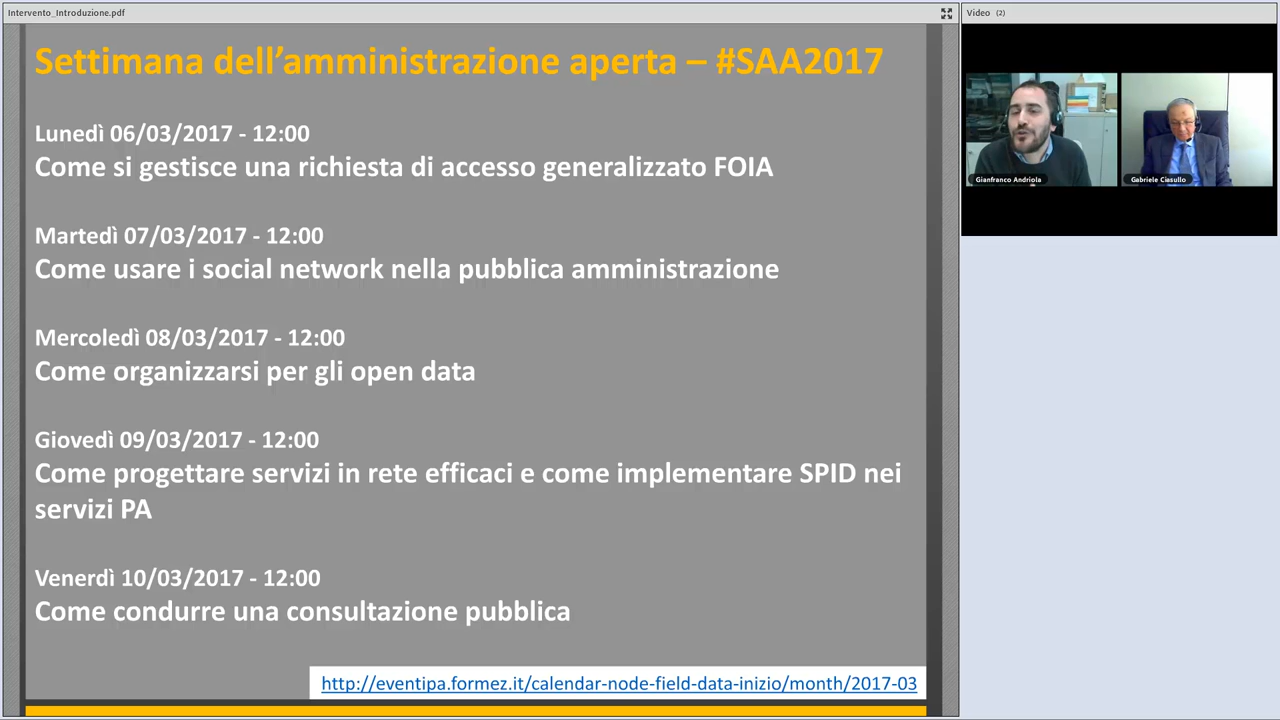 Intervento_Introduzione.pdf
Video (2)
Settimana dell’amministrazione aperta – #SAA2017
Lunedì 06/03/2017 - 12:00
Come si gestisce una richiesta di accesso generalizzato FOIA
Martedì 07/03/2017 - 12:00
Come usare i social network nella pubblica amministrazione
Mercoledì 08/03/2017 - 12:00
Come organizzarsi per gli open data
Giovedì 09/03/2017 - 12:00
Come progettare servizi in rete efficaci e come implementare SPID nei
servizi PA
Venerdì 10/03/2017 - 12:00
Come condurre una consultazione pubblica
http://eventipa.formez.it/calendar-node-field-data-inizio/month/2017-03
Gianfranco Andriola
Gabriele Ciasullo